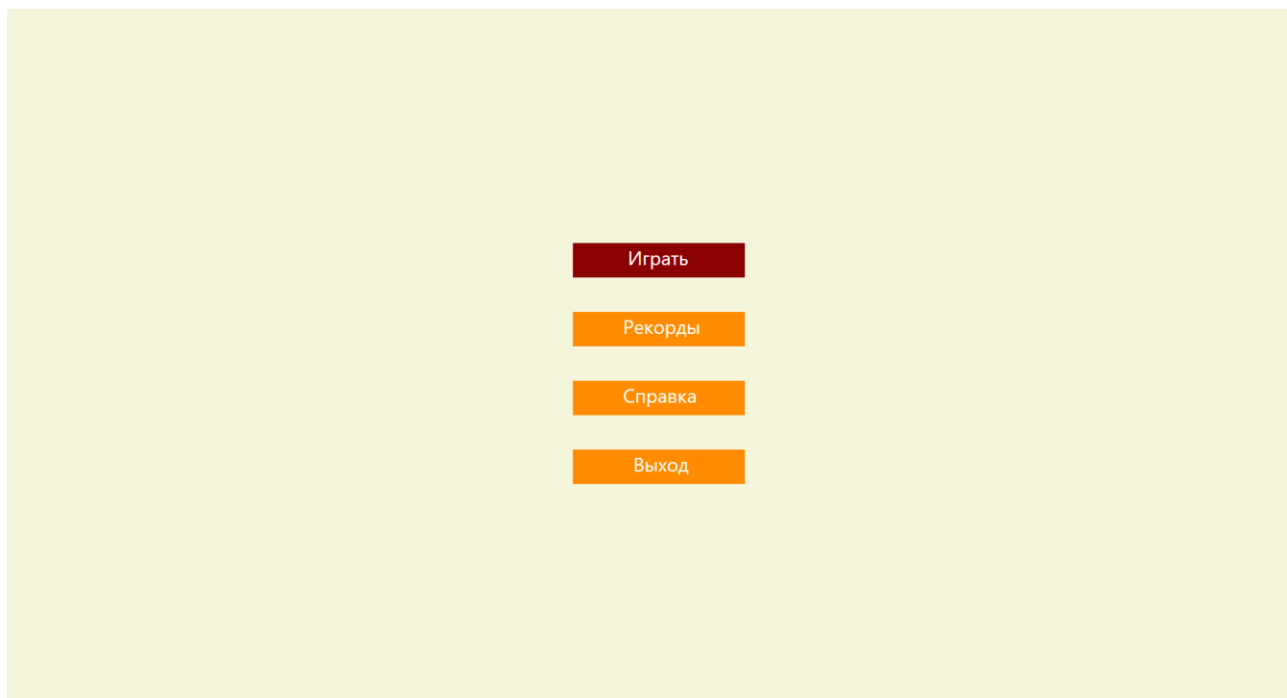 Играть
Рекорды
Справка
Выход